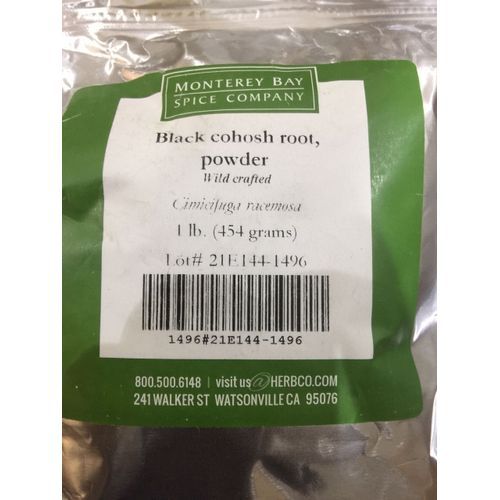 MONTEREY BAY
SPICE COMPANY
Black cohosh root,
powder
Wild crafted
Cimicifuga racemosa
1 lb. (454 grams)
Lot# 21E144-1496
1496#21E144-1496
800.500.6148 | visit us @HERBCO.COM
241 WALKER ST WATSONVILLE CA 95076